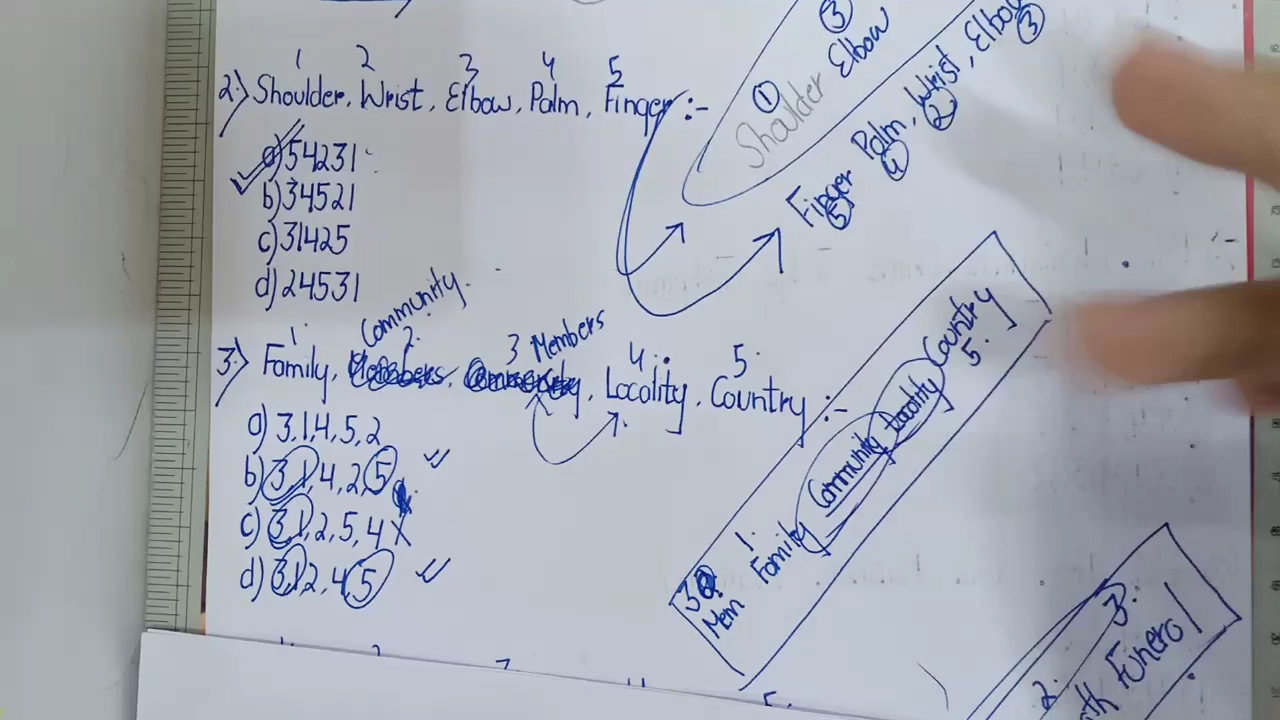 1 2 3 4 5
2.) Shoulder, Wrist, Elbow, Palm, Finger :-
a) 54231
b) 34521
c) 31425
d) 24531
1 2 3 4 5
Community Members
3.) Family, Locality, Country :-
a) 3,1,4,5,2
b) 3,1,4,2,5
c) 3,1,2,5,4 X
d) 3,1,2,4,5
1 3
Shoulder Elbow
Finger Palm, Wrist, Elbow
5 4 2 3
3 1
Mem Family Community Locality Country
5
2. 3
Funeral